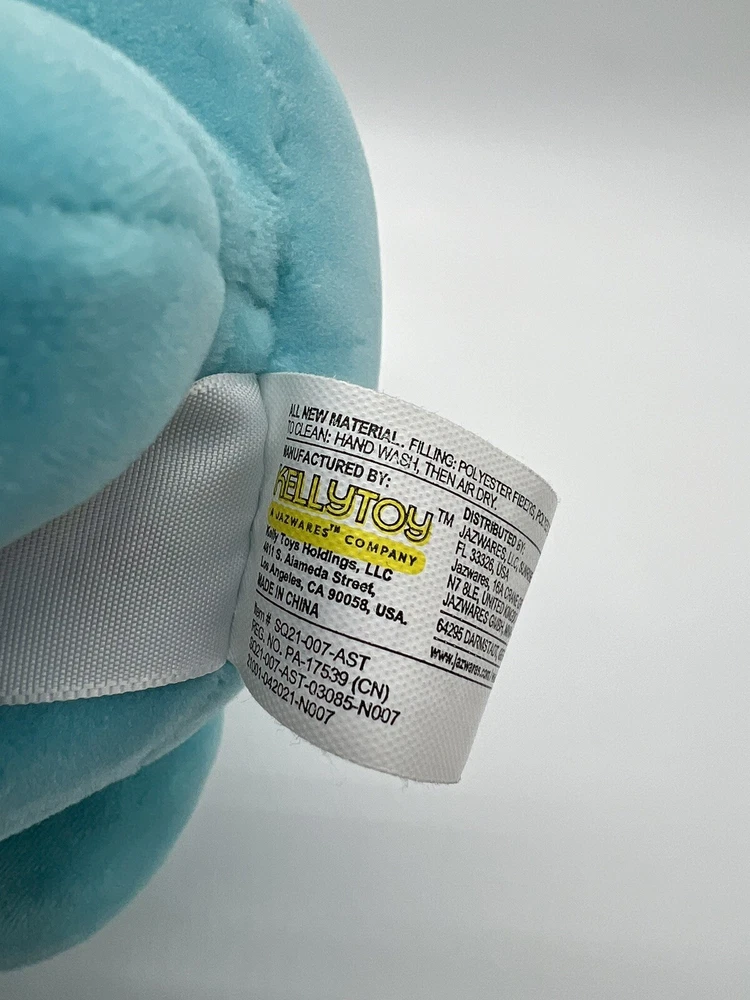 ALL NEW MATERIAL. FILLING: POLYESTER FIBERS,
TO CLEAN: HAND WASH, THEN AIR DRY.
MANUFACTURED BY:
KELLYTOY™
A JAZWARES™ COMPANY
Kelly Toys Holdings, LLC
4811 S. Alameda Street,
Los Angeles, CA 90058, USA.
MADE IN CHINA
Item # SQ21-007-AST
REG. NO. PA-17539 (CN)
SQ21-007-AST-03085-N007
Z1001-042021-N007
DISTRIBUTED BY:
JAZWARES, LLC,
FL 33326, USA
Jazwares, 16A
N7 8LE, UNITED
JAZWARES
64295 DARMSTADT,
www.jazwares.com